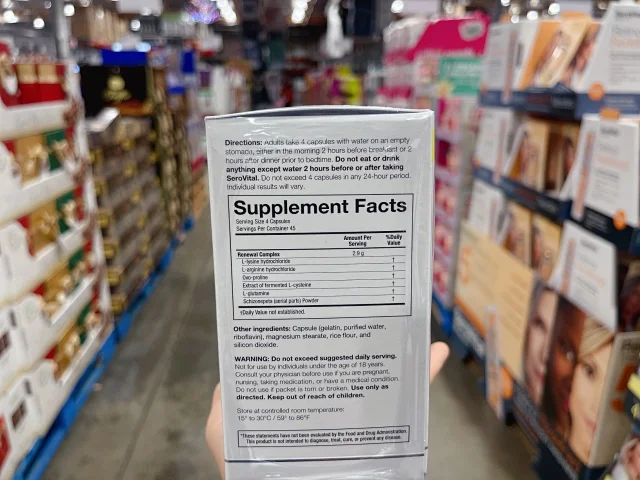 Directions: Adults take 4 capsules with water on an empty
stomach, either in the morning 2 hours before breakfast or 2
hours after dinner prior to bedtime. Do not eat or drink
anything except water 2 hours before or after taking
SeroVital. Do not exceed 4 capsules in any 24-hour period.
Individual results will vary.
Supplement Facts
Serving Size 4 Capsules
Servings Per Container 45
Amount Per Serving %Daily Value
Renewal Complex 2.9 g
L-lysine hydrochloride †
L-arginine hydrochloride †
Oxo-proline †
Extract of fermented L-cysteine †
L-glutamine †
Schizonepeta (aerial parts) Powder †
†Daily Value not established.
Other ingredients: Capsule (gelatin, purified water,
riboflavin), magnesium stearate, rice flour, and
silicon dioxide.
WARNING: Do not exceed suggested daily serving.
Not for use by individuals under the age of 18 years.
Consult your physician before use if you are pregnant,
nursing, taking medication, or have a medical condition.
Do not use if packet is torn or broken. Use only as
directed. Keep out of reach of children.
Store at controlled room temperature:
15° to 30°C / 59° to 86°F
*These statements have not been evaluated by the Food and Drug Administration.
This product is not intended to diagnose, treat, cure, or prevent any disease.